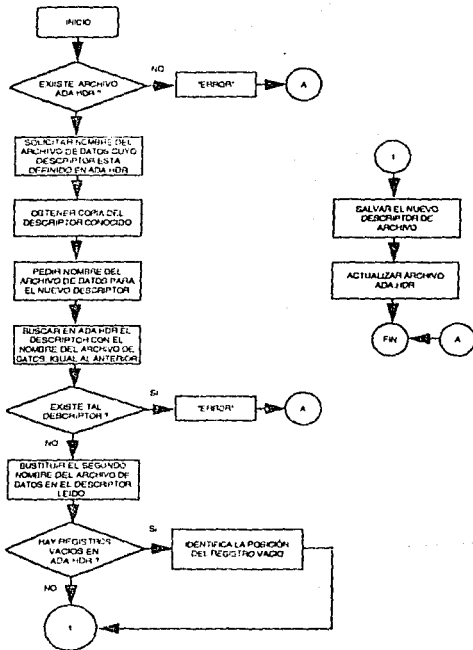 INICIO
EXISTE ARCHIVO
ADA HDR ?
NO
"ERROR"
A
SOLICITAR NOMBRE DEL
ARCHIVO DE DATOS CUYO
DESCRIPTOR ESTA
DEFINIDO EN ADA HDR
OBTENER COPIA DEL
DESCRIPTOR CONOCIDO
PEDIR NOMBRE DEL
ARCHIVO DE DATOS PARA
EL NUEVO DESCRIPTOR
BUSCAR EN ADA HDR EL
DESCRIPTOR CON EL
NOMBRE DEL ARCHIVO DE
DATOS, IGUAL AL ANTERIOR
EXISTE TAL
DESCRIPTOR ?
SI
"ERROR"
A
NO
SUSTITUIR EL SEGUNDO
NOMBRE DEL ARCHIVO DE
DATOS EN EL DESCRIPTOR
LEIDO
HAY REGISTROS
VACIOS EN
ADA HDR ?
SI
IDENTIFICA LA POSICIÓN
DEL REGISTRO VACIO
NO
1
1
SALVAR EL NUEVO
DESCRIPTOR DE
ARCHIVO
ACTUALIZAR ARCHIVO
ADA HDR
FIN
A